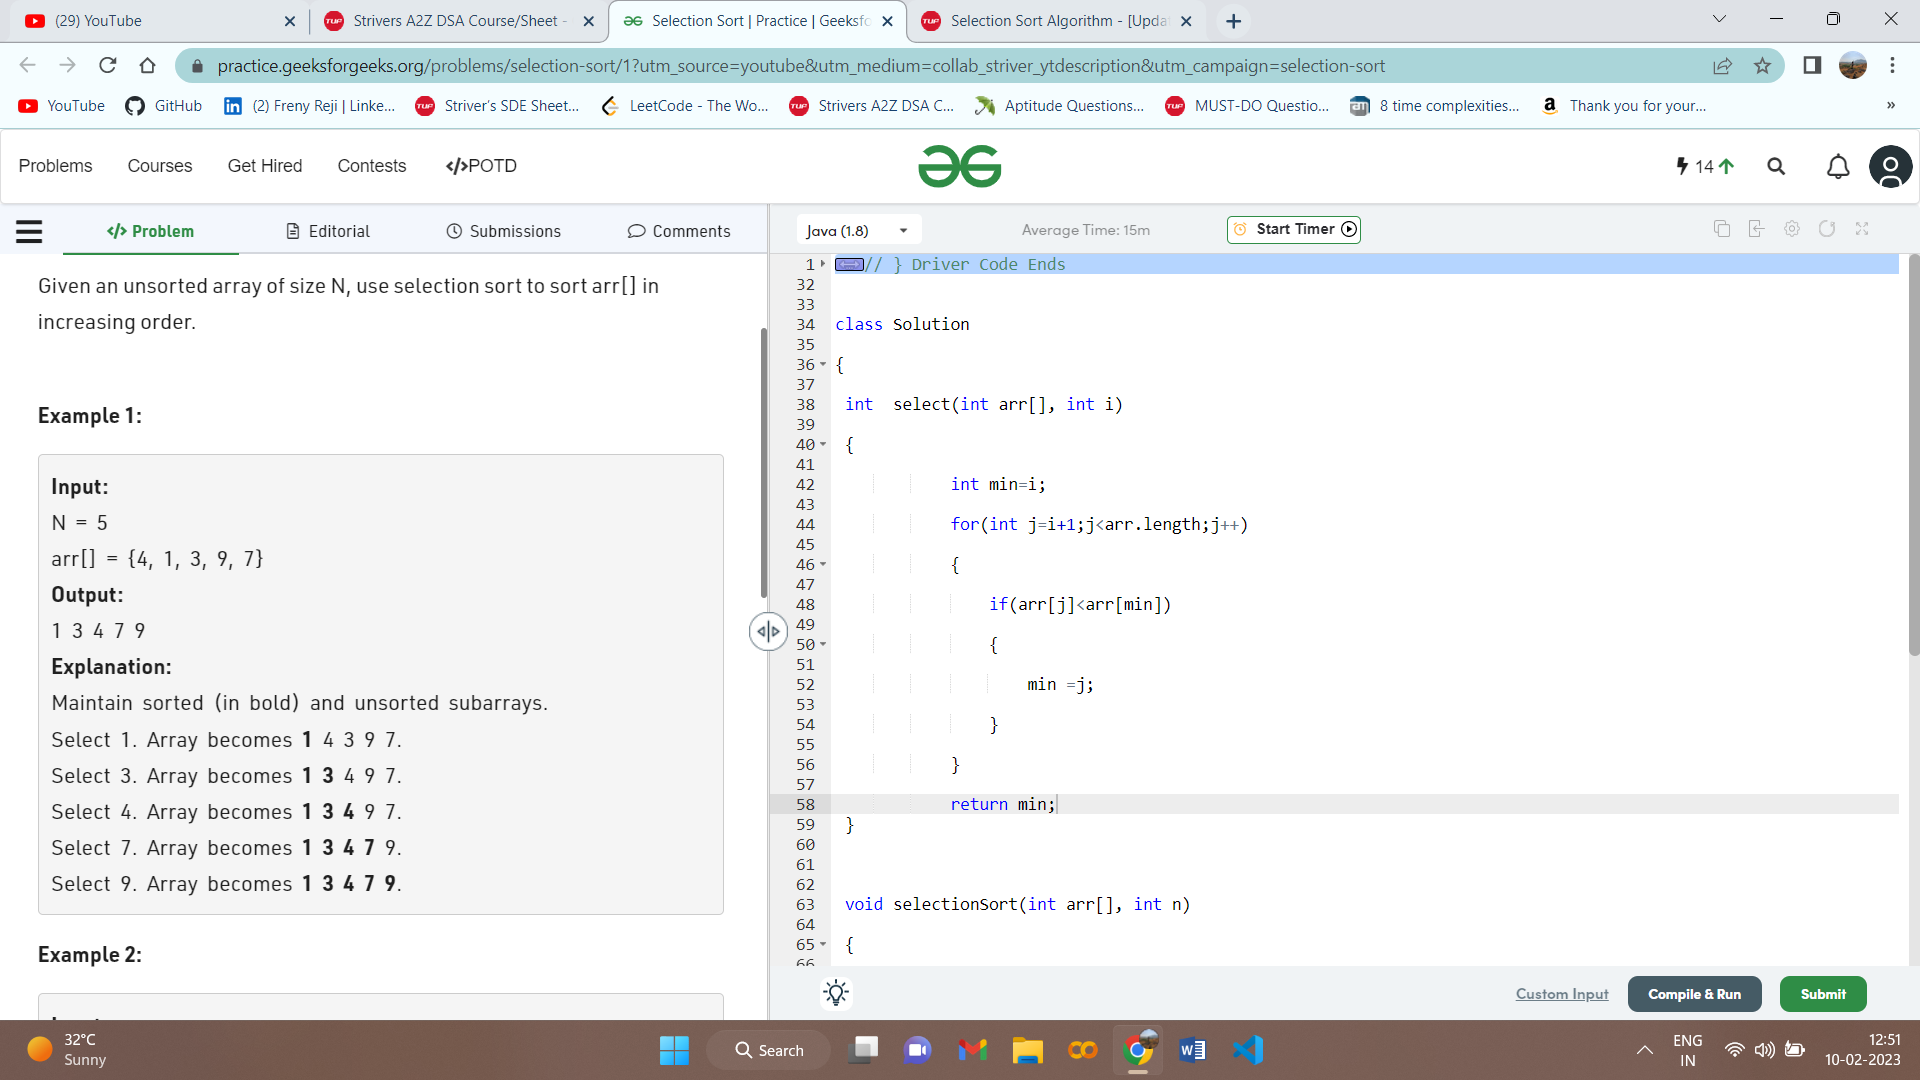 (29) YouTube
Strivers A2Z DSA Course/Sheet -
Selection Sort | Practice | Geeksfo
Selection Sort Algorithm - [Upda
practice.geeksforgeeks.org/problems/selection-sort/1?utm_source=youtube&utm_medium=collab_striver_ytdescription&utm_campaign=selection-sort
YouTube
GitHub
(2) Freny Reji | Linke...
Striver's SDE Sheet...
LeetCode - The Wo...
Strivers A2Z DSA C...
Aptitude Questions...
MUST-DO Questio...
8 time complexities...
Thank you for your...
»
Problems
Courses
Get Hired
Contests
</>POTD
14
</> Problem
Editorial
Submissions
Comments
Java (1.8)
Average Time: 15m
Start Timer
Given an unsorted array of size N, use selection sort to sort arr[] in
increasing order.
Example 1:
Input:
N = 5
arr[] = {4, 1, 3, 9, 7}
Output:
1 3 4 7 9
Explanation:
Maintain sorted (in bold) and unsorted subarrays.
Select 1. Array becomes 1 4 3 9 7.
Select 3. Array becomes 1 3 4 9 7.
Select 4. Array becomes 1 3 4 9 7.
Select 7. Array becomes 1 3 4 7 9.
Select 9. Array becomes 1 3 4 7 9.
Example 2:
1 // } Driver Code Ends
32
33
34 class Solution
35
36 {
37
38 int  select(int arr[], int i)
39
40 {
41
42 int min=i;
43
44 for(int j=i+1;j<arr.length;j++)
45
46 {
47
48 if(arr[j]<arr[min])
49
50 {
51
52 min =j;
53
54 }
55
56 }
57
58 return min;
59 }
60
61
62
63 void selectionSort(int arr[], int n)
64
65 {
66
Custom Input
Compile & Run
Submit
32°C
Sunny
Search
ENG
IN
12:51
10-02-2023